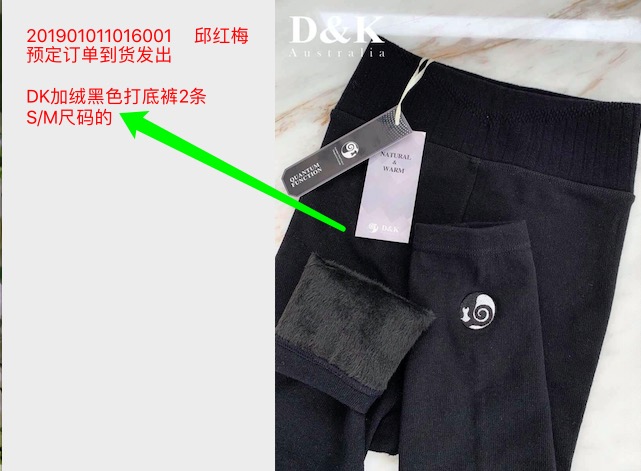 201901011016001 邱红梅
预定订单到货发出
DK加绒黑色打底裤2条
S/M尺码的
D&K
Australia
QUANTUM
FUNCTION
NATURAL
&
WARM
D&K